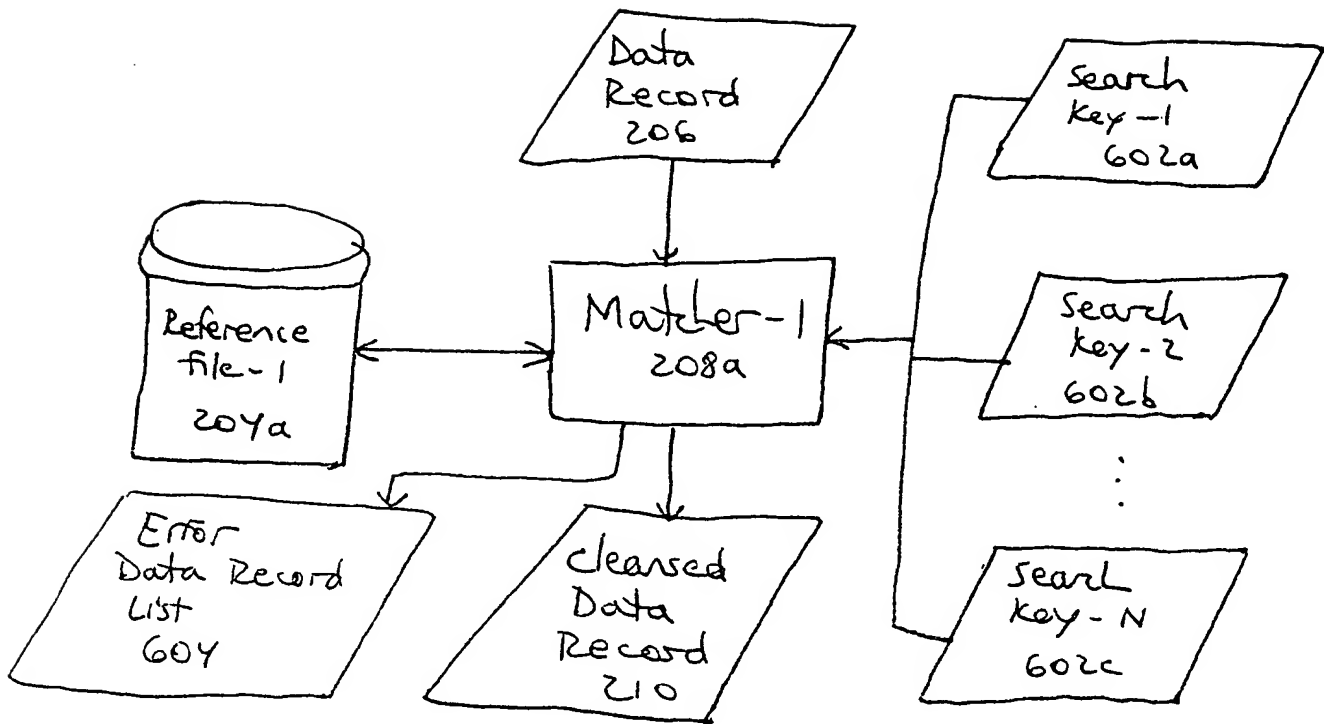 Data
Record
206
Search
Key-1
602a
Reference
file-1
204a
Matcher-1
208a
Search
Key-2
602b
Error
Data Record
List
604
Cleansed
Data
Record
210
Search
Key-N
602c